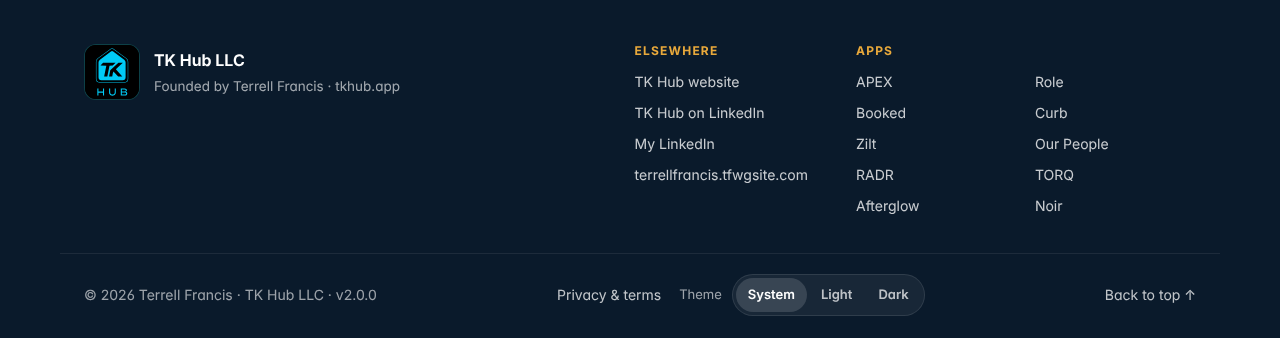 TK
HUB
TK Hub LLC
Founded by Terrell Francis · tkhub.app
ELSEWHERE
TK Hub website
TK Hub on LinkedIn
My LinkedIn
terrellfrancis.tfwgsite.com
APPS
APEX
Booked
Zilt
RADR
Afterglow
Role
Curb
Our People
TORQ
Noir
© 2026 Terrell Francis · TK Hub LLC · v2.0.0
Privacy & terms
Theme
System
Light
Dark
Back to top ↑